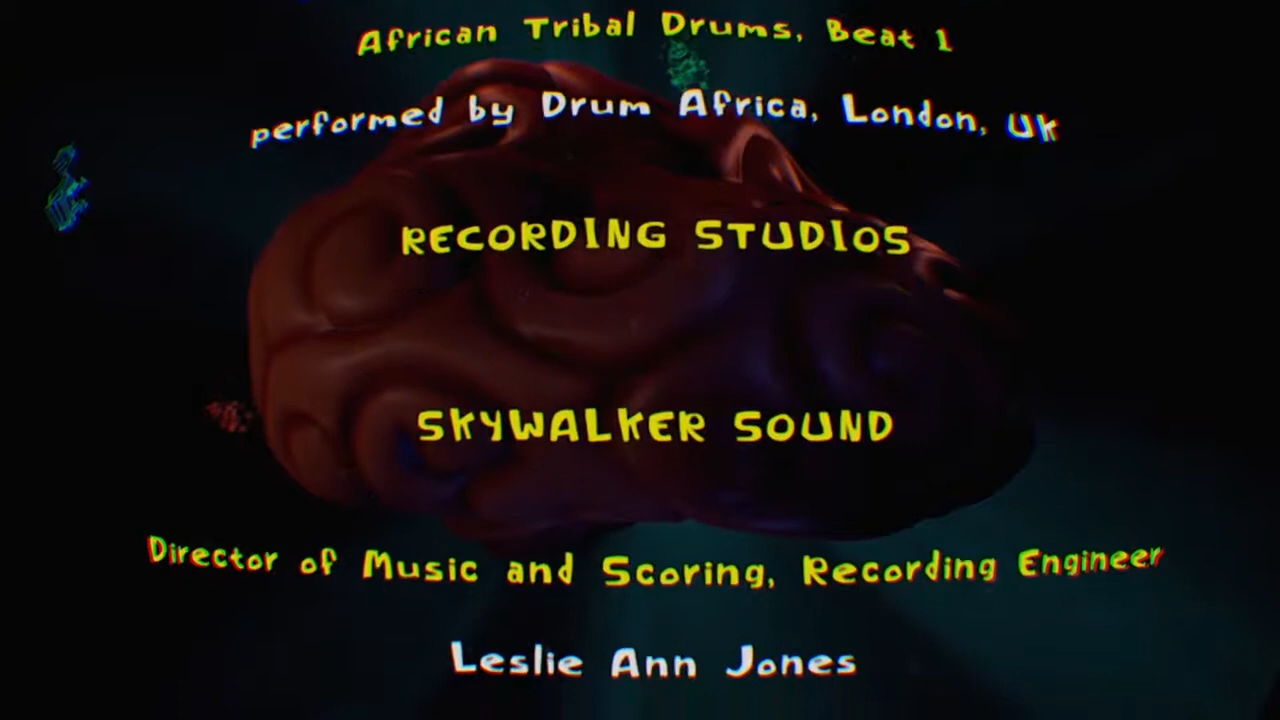 African Tribal Drums, Beat 1
performed by Drum Africa, London, UK
RECORDING STUDIOS
SKYWALKER SOUND
Director of Music and Scoring, Recording Engineer
Leslie Ann Jones